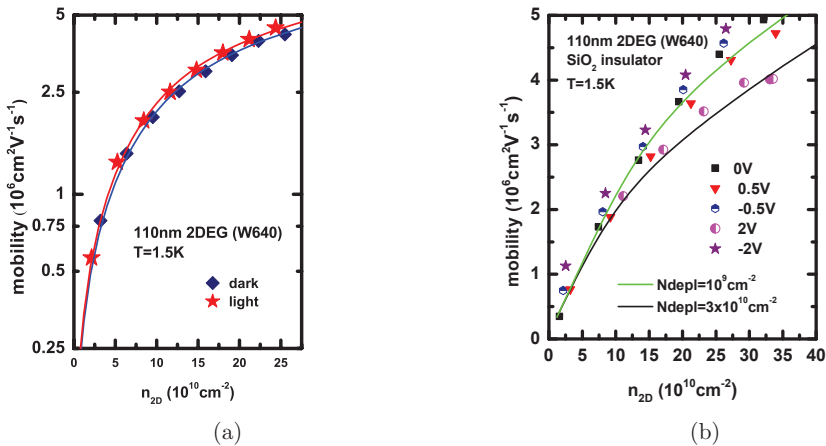 5
2.5
1
0.75
0.5
0.25
0 5 10 15 20 25
mobility (10⁶cm²V⁻¹s⁻¹)
n₂D (10¹⁰cm⁻²)
110nm 2DEG (W640)
T=1.5K
dark
light
(a)
5
4
3
2
1
0
0 5 10 15 20 25 30 35 40
mobility (10⁶cm²V⁻¹s⁻¹)
n₂D (10¹⁰cm⁻²)
110nm 2DEG (W640)
SiO₂ insulator
T=1.5K
0V
0.5V
-0.5V
2V
-2V
Ndepl=10⁹cm⁻²
Ndepl=3x10¹⁰cm⁻²
(b)